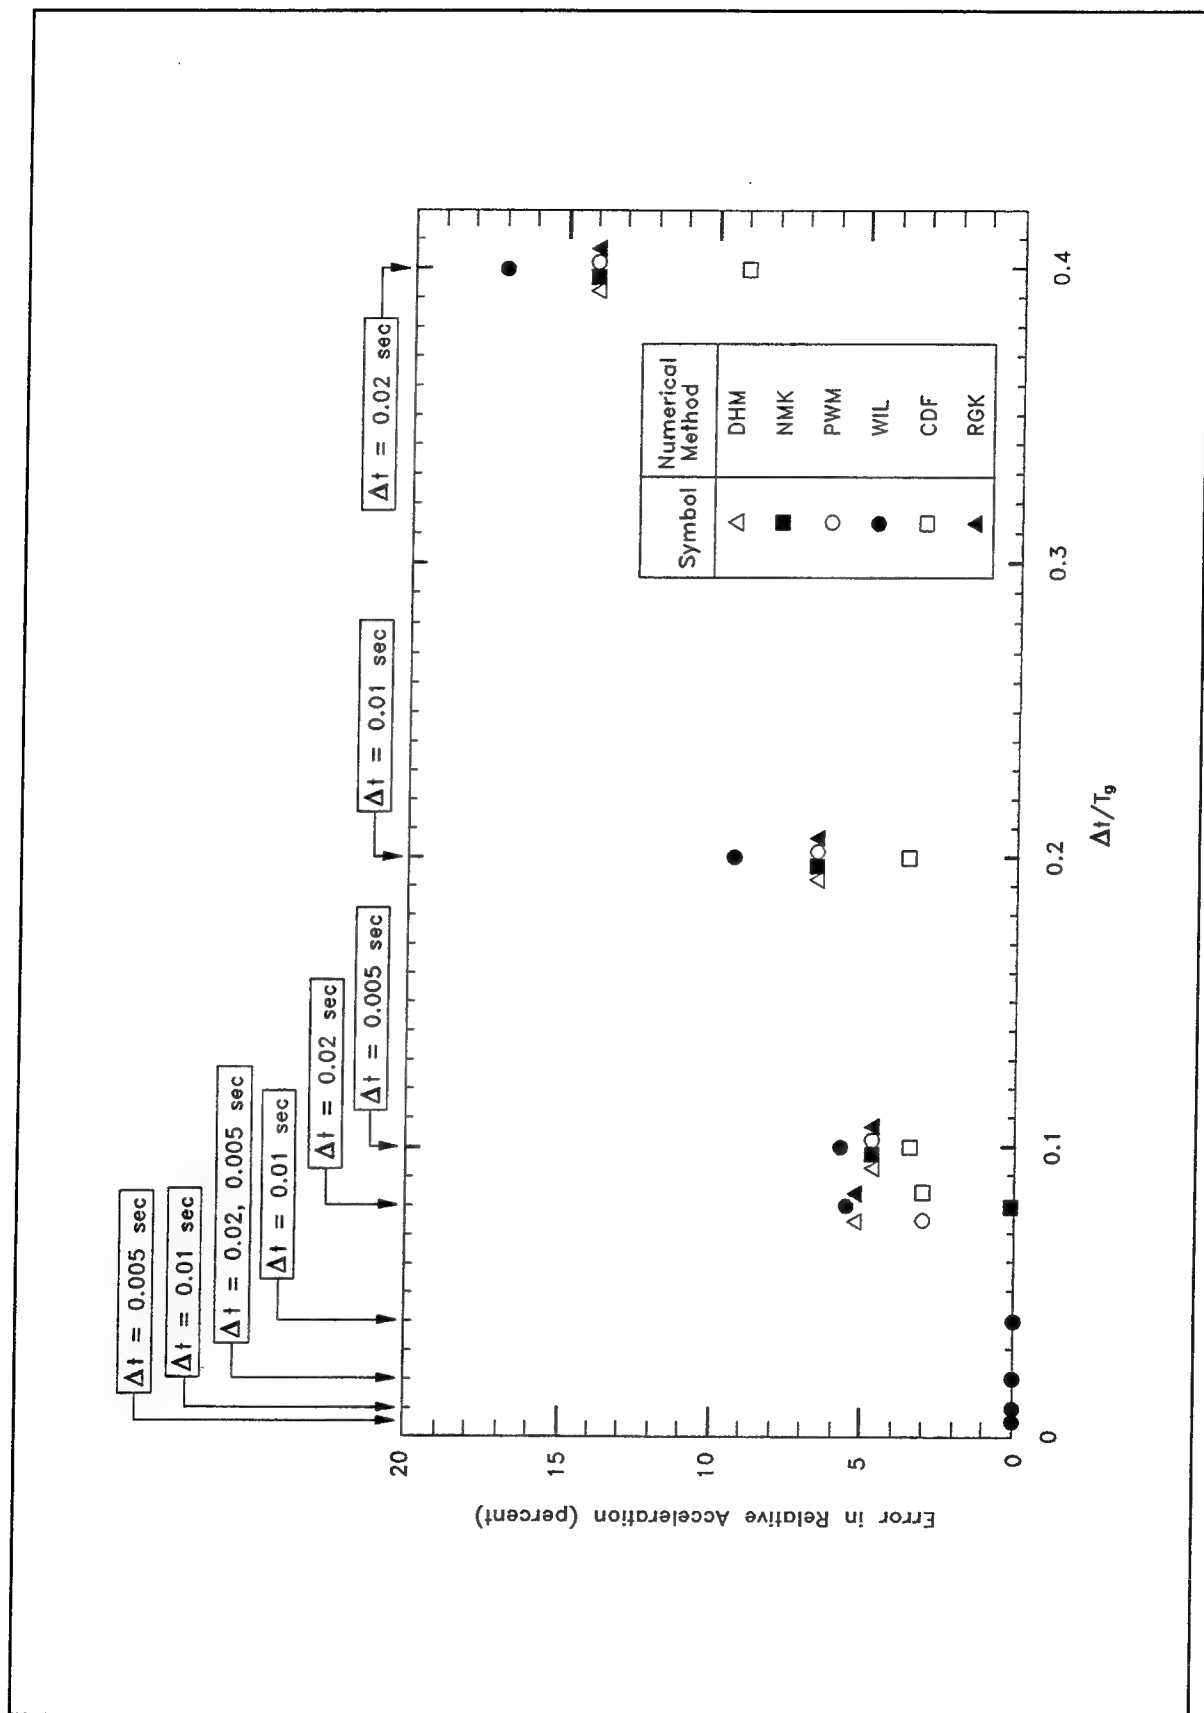 Δt = 0.005 sec
Δt = 0.01 sec
Δt = 0.02, 0.005 sec
Δt = 0.01 sec
Δt = 0.02 sec
Δt = 0.005 sec
Δt = 0.01 sec
Δt = 0.02 sec
Error in Relative Acceleration (percent)
20
15
10
5
0
0
0.1
0.2
0.3
0.4
Δt/Tg
Symbol Numerical Method
DHM
NMK
PWM
WIL
CDF
RGK